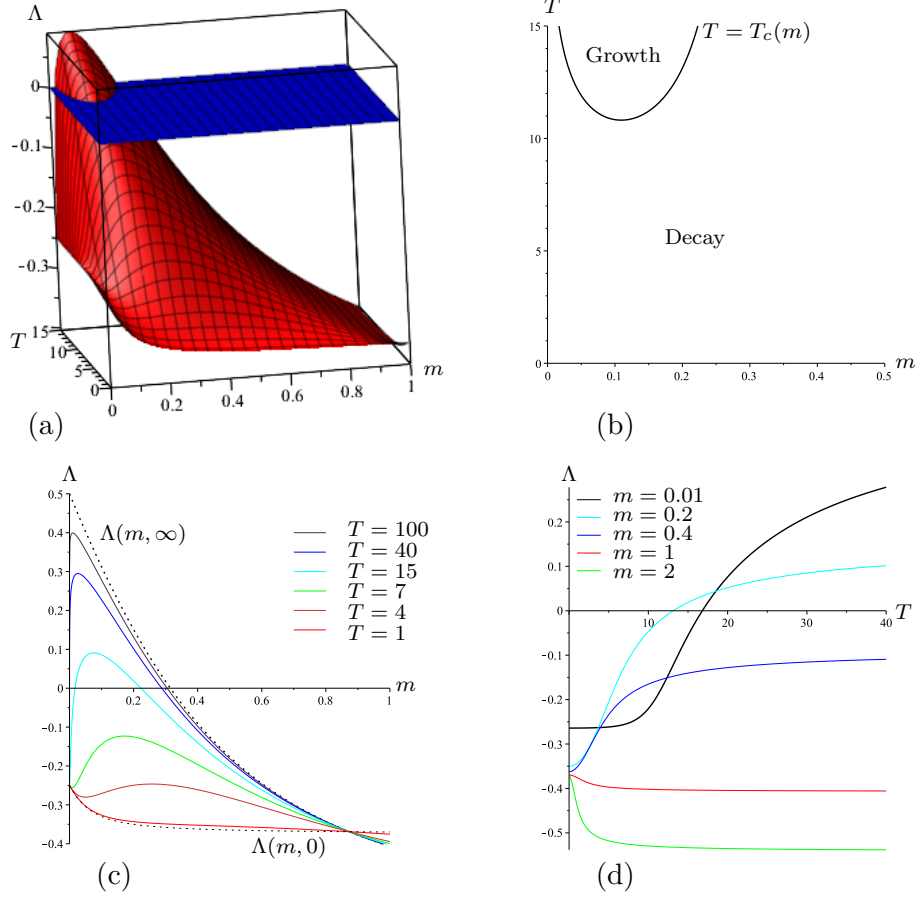 Λ
0
-0.1
-0.2
-0.3
T
15
10
5
0
0
0.2
0.4
0.6
0.8
1
m
(a)
T
15
10
5
0
0
0.1
0.2
0.3
0.4
0.5
m
Growth
T = T_c(m)
Decay
(b)
Λ
0.5
0.4
0.3
0.2
0.1
0
-0.1
-0.2
-0.3
-0.4
0.2
0.4
0.6
0.8
1
m
Λ(m, ∞)
T = 100
T = 40
T = 15
T = 7
T = 4
T = 1
Λ(m, 0)
(c)
Λ
0.2
0.1
0
-0.1
-0.2
-0.3
-0.4
-0.5
10
20
30
40
T
m = 0.01
m = 0.2
m = 0.4
m = 1
m = 2
(d)